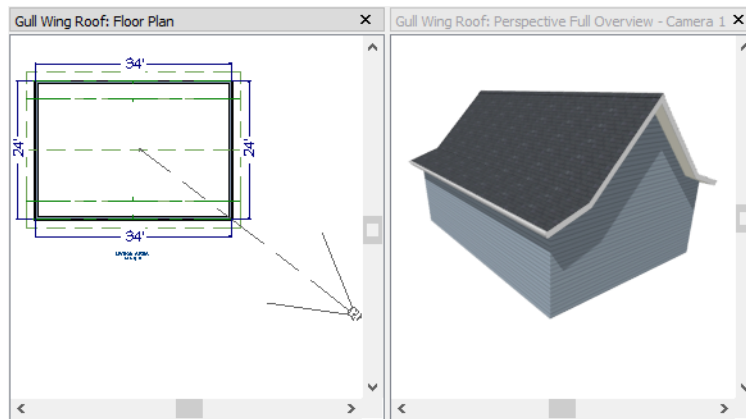 Gull Wing Roof: Floor Plan
Gull Wing Roof: Perspective Full Overview - Camera 1
34'
24'
24'
34'